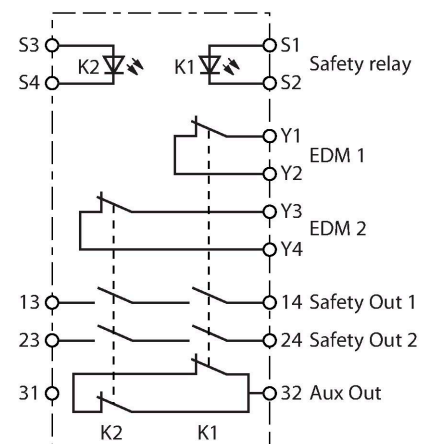 S3 K2 K1 S1 Safety relay
S4 S2
Y1
EDM 1
Y2
Y3
EDM 2
Y4
13 14 Safety Out 1
23 24 Safety Out 2
31 32 Aux Out
K2 K1